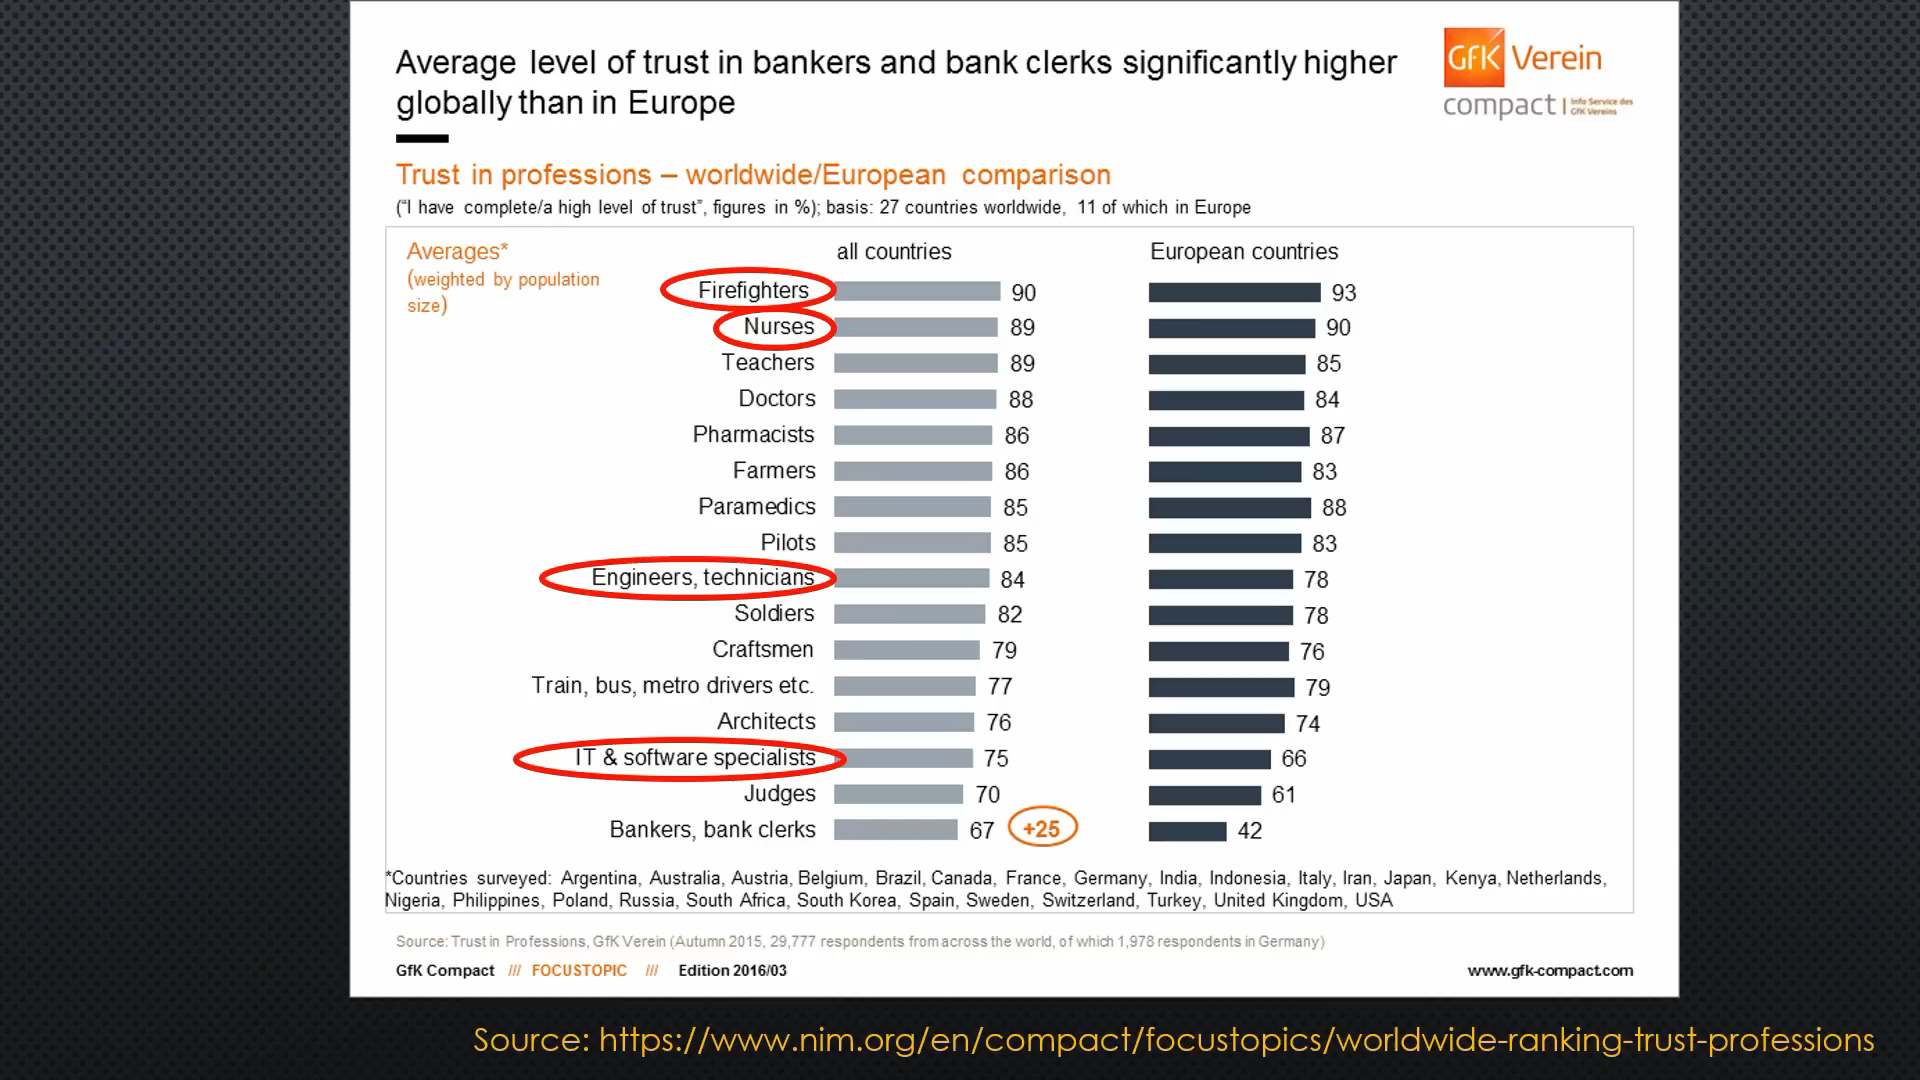 Average level of trust in bankers and bank clerks significantly higher
globally than in Europe
GfK Verein
compact | Info Service des
GfK Vereins
Trust in professions – worldwide/European comparison
("I have complete/a high level of trust", figures in %); basis: 27 countries worldwide, 11 of which in Europe
Averages*
(weighted by population
size)
all countries
European countries
Firefighters 90 93
Nurses 89 90
Teachers 89 85
Doctors 88 84
Pharmacists 86 87
Farmers 86 83
Paramedics 85 88
Pilots 85 83
Engineers, technicians 84 78
Soldiers 82 78
Craftsmen 79 76
Train, bus, metro drivers etc. 77 79
Architects 76 74
IT & software specialists 75 66
Judges 70 61
Bankers, bank clerks 67 +25 42
*Countries surveyed: Argentina, Australia, Austria, Belgium, Brazil, Canada, France, Germany, India, Indonesia, Italy, Iran, Japan, Kenya, Netherlands,
Nigeria, Philippines, Poland, Russia, South Africa, South Korea, Spain, Sweden, Switzerland, Turkey, United Kingdom, USA
Source: Trust in Professions, GfK Verein (Autumn 2015, 29,777 respondents from across the world, of which 1,978 respondents in Germany)
GfK Compact /// FOCUSTOPIC /// Edition 2016/03
www.gfk-compact.com
Source: https://www.nim.org/en/compact/focustopics/worldwide-ranking-trust-professions